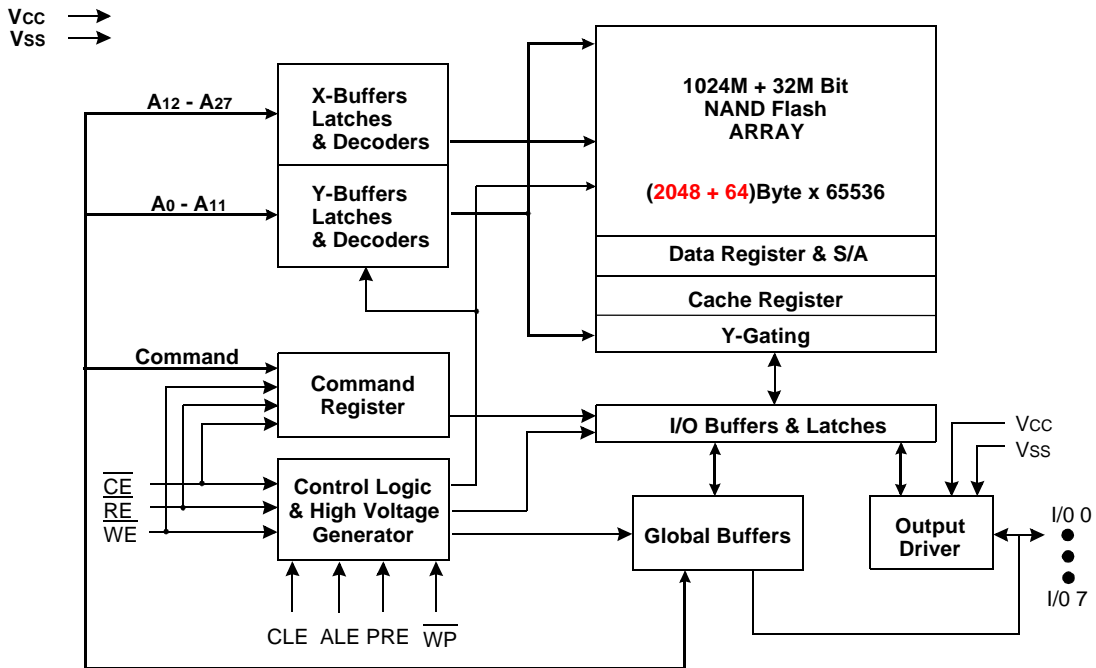 VCC
VSS
A12 - A27
X-Buffers
Latches
& Decoders
A0 - A11
Y-Buffers
Latches
& Decoders
1024M + 32M Bit
NAND Flash
ARRAY
(2048 + 64)Byte x 65536
Data Register & S/A
Cache Register
Y-Gating
Command
Command
Register
I/O Buffers & Latches
VCC
VSS
CE
RE
WE
Control Logic
& High Voltage
Generator
Global Buffers
Output
Driver
I/0 0
I/0 7
CLE ALE PRE WP